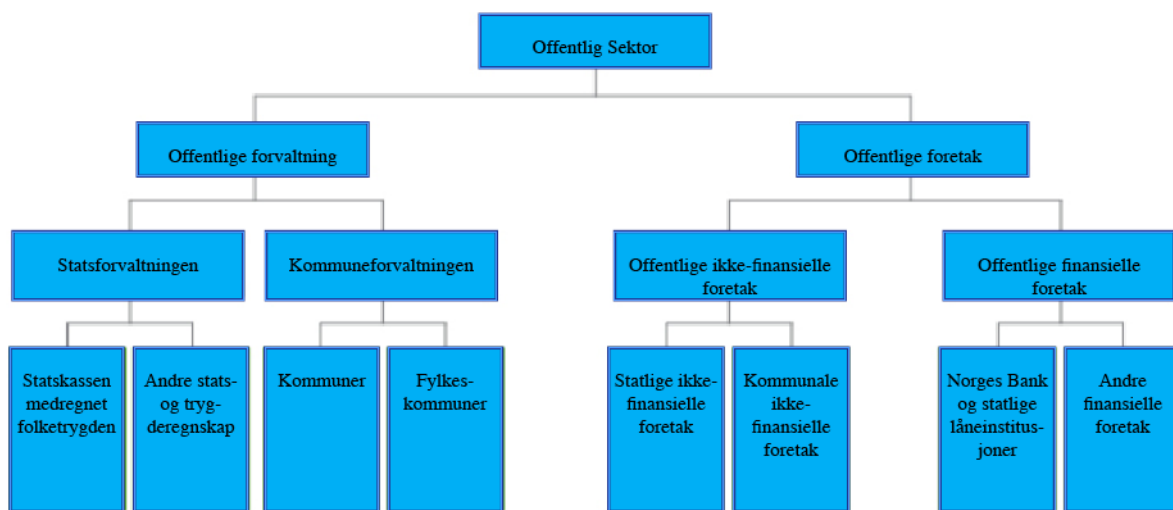 Offentlig Sektor
Offentlige forvaltning
Offentlige foretak
Statsforvaltningen
Kommuneforvaltningen
Offentlige ikke-finansielle
foretak
Offentlige finansielle
foretak
Statskassen
medregnet
folketrygden
Andre stats-
og tryg-
deregnskap
Kommuner
Fylkes-
kommuner
Statlige ikke-
finansielle
foretak
Kommunale
ikke-
finansielle
foretak
Norges Bank
og statlige
låneinstitus-
joner
Andre
finansielle
foretak